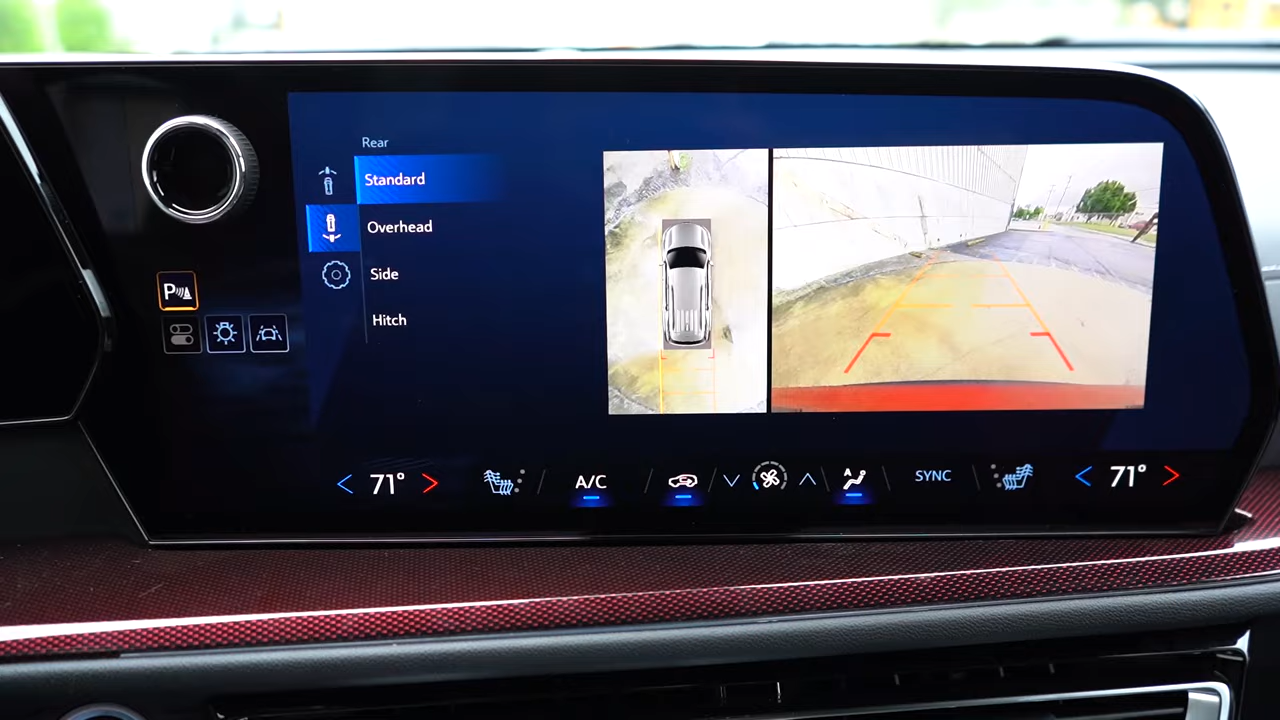 Rear
Standard
Overhead
Side
Hitch
P
71°
A/C
A
SYNC
71°